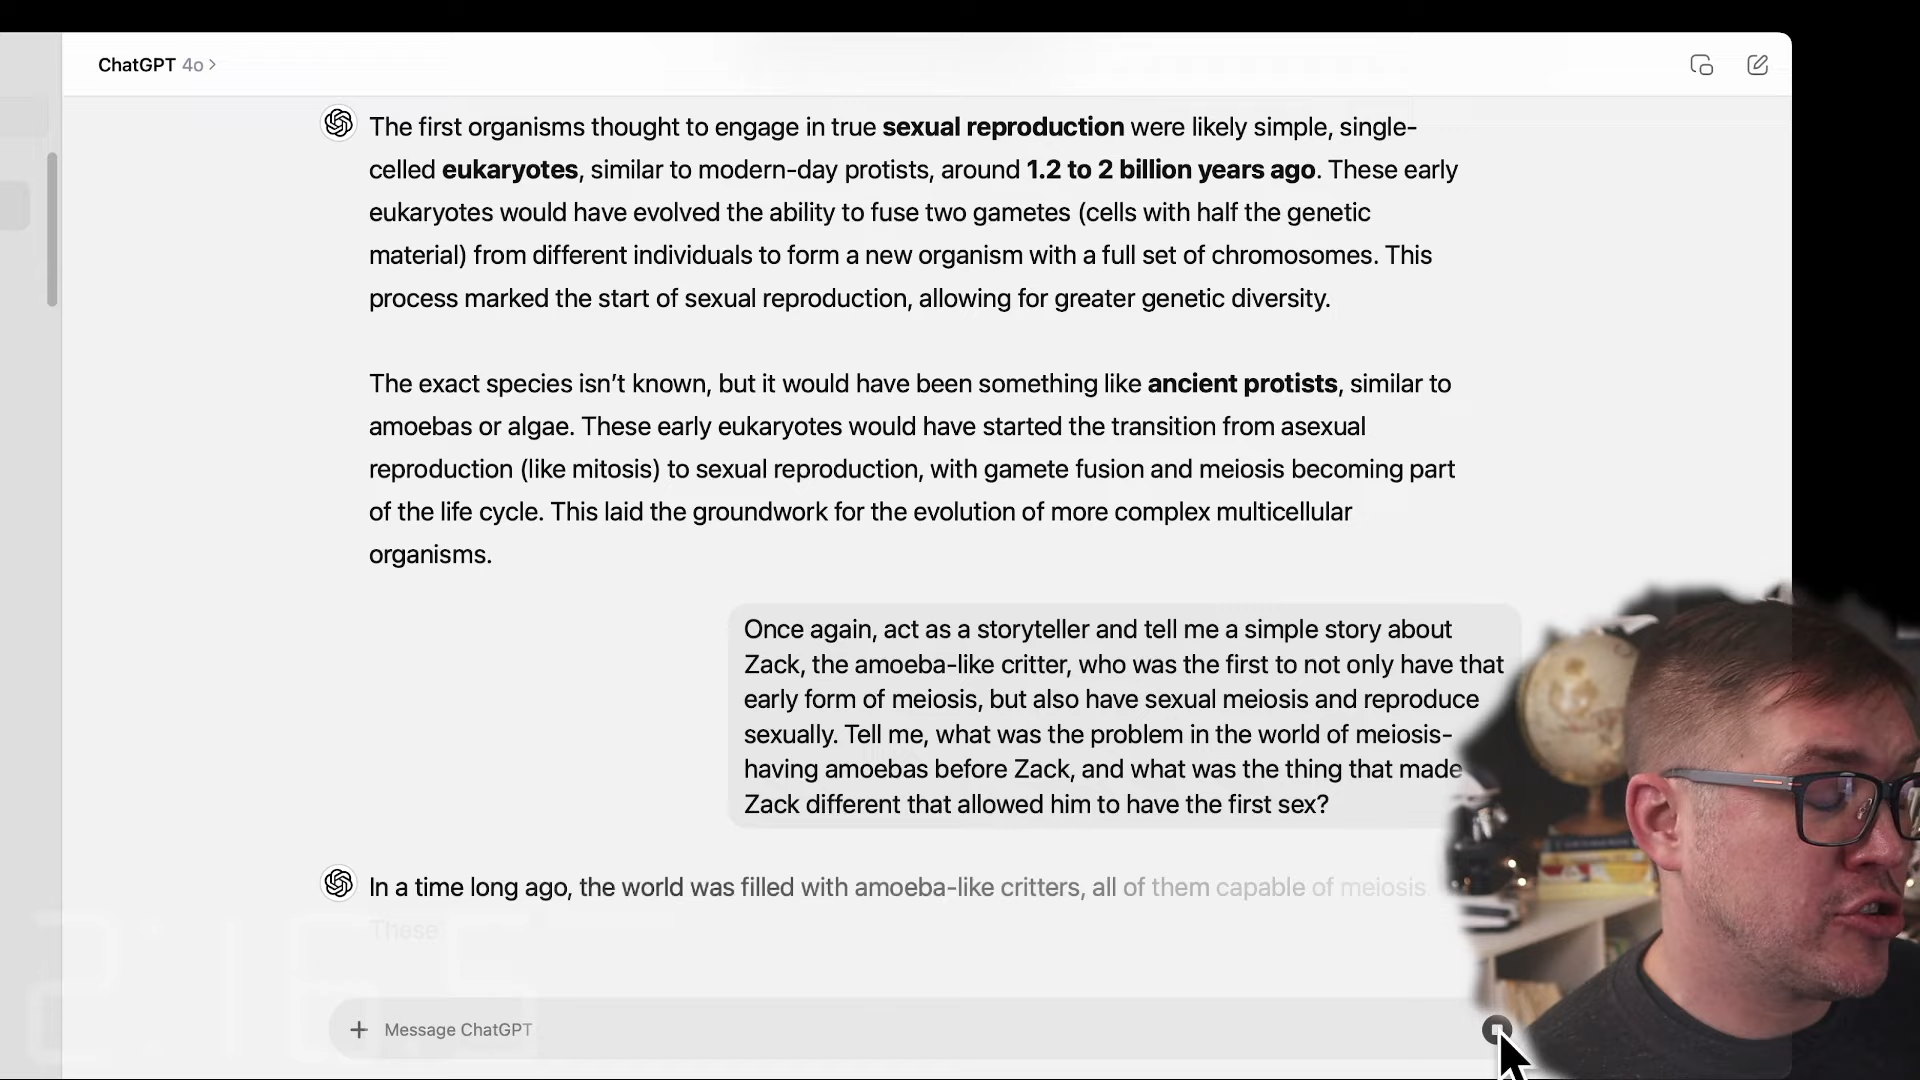 ChatGPT 4o >
The first organisms thought to engage in true sexual reproduction were likely simple, single-
celled eukaryotes, similar to modern-day protists, around 1.2 to 2 billion years ago. These early
eukaryotes would have evolved the ability to fuse two gametes (cells with half the genetic
material) from different individuals to form a new organism with a full set of chromosomes. This
process marked the start of sexual reproduction, allowing for greater genetic diversity.
The exact species isn't known, but it would have been something like ancient protists, similar to
amoebas or algae. These early eukaryotes would have started the transition from asexual
reproduction (like mitosis) to sexual reproduction, with gamete fusion and meiosis becoming part
of the life cycle. This laid the groundwork for the evolution of more complex multicellular
organisms.
Once again, act as a storyteller and tell me a simple story about
Zack, the amoeba-like critter, who was the first to not only have that
early form of meiosis, but also have sexual meiosis and reproduce
sexually. Tell me, what was the problem in the world of meiosis-
having amoebas before Zack, and what was the thing that made
Zack different that allowed him to have the first sex?
In a time long ago, the world was filled with amoeba-like critters, all of them capable of meiosis
These
Message ChatGPT